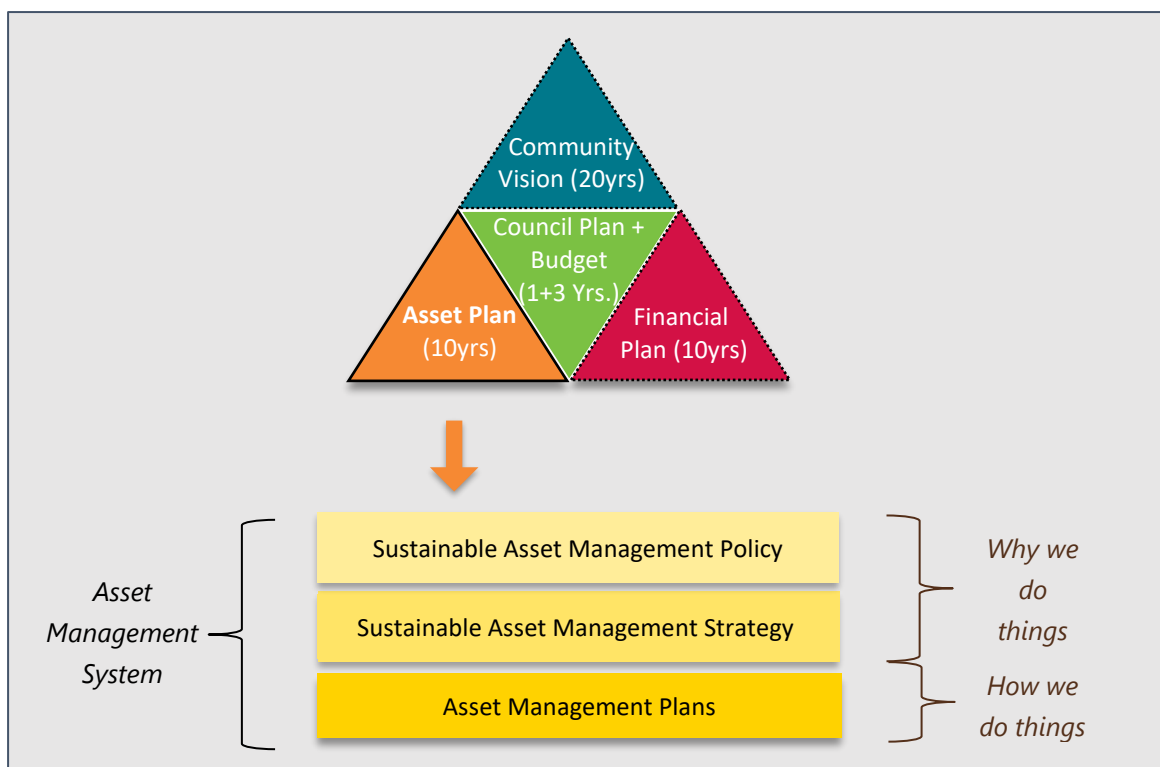 Community
Vision (20yrs)
Council Plan +
Budget
(1+3 Yrs.)
Asset Plan
(10yrs)
Financial
Plan (10yrs)
Asset
Management
System
Sustainable Asset Management Policy
Sustainable Asset Management Strategy
Asset Management Plans
Why we
do
things
How we
do things